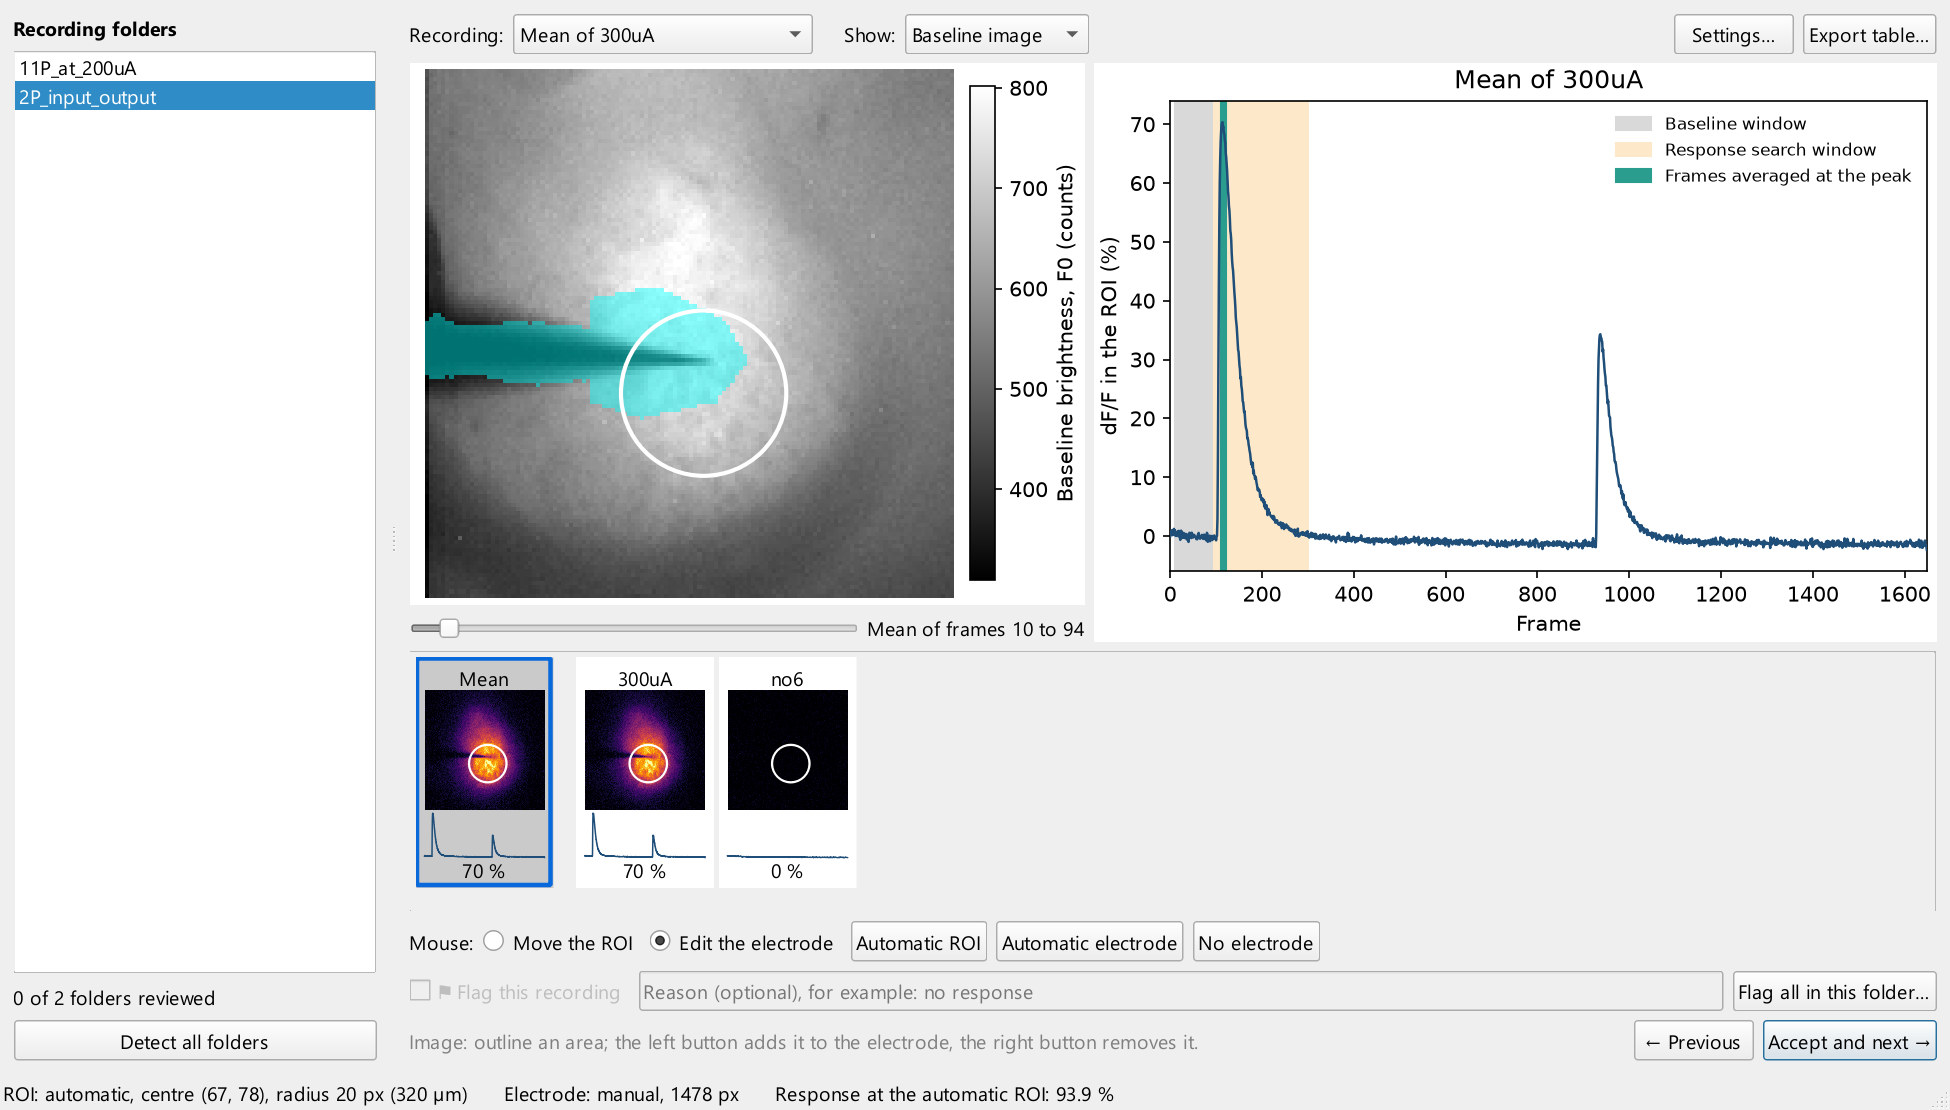 Recording folders
11P_at_200uA
2P_input_output
0 of 2 folders reviewed
Detect all folders
Recording: Mean of 300uA Show: Baseline image
Settings... Export table...
800
700
600
500
400
Baseline brightness, F0 (counts)
Mean of frames 10 to 94
Mean of 300uA
Baseline window
Response search window
Frames averaged at the peak
dF/F in the ROI (%)
70
60
50
40
30
20
10
0
0 200 400 600 800 1000 1200 1400 1600
Frame
Mean 300uA no6
70 % 70 % 0 %
Mouse: Move the ROI Edit the electrode Automatic ROI Automatic electrode No electrode
Flag this recording Reason (optional), for example: no response Flag all in this folder...
Image: outline an area; the left button adds it to the electrode, the right button removes it.
← Previous Accept and next →
ROI: automatic, centre (67, 78), radius 20 px (320 µm) Electrode: manual, 1478 px Response at the automatic ROI: 93.9 %